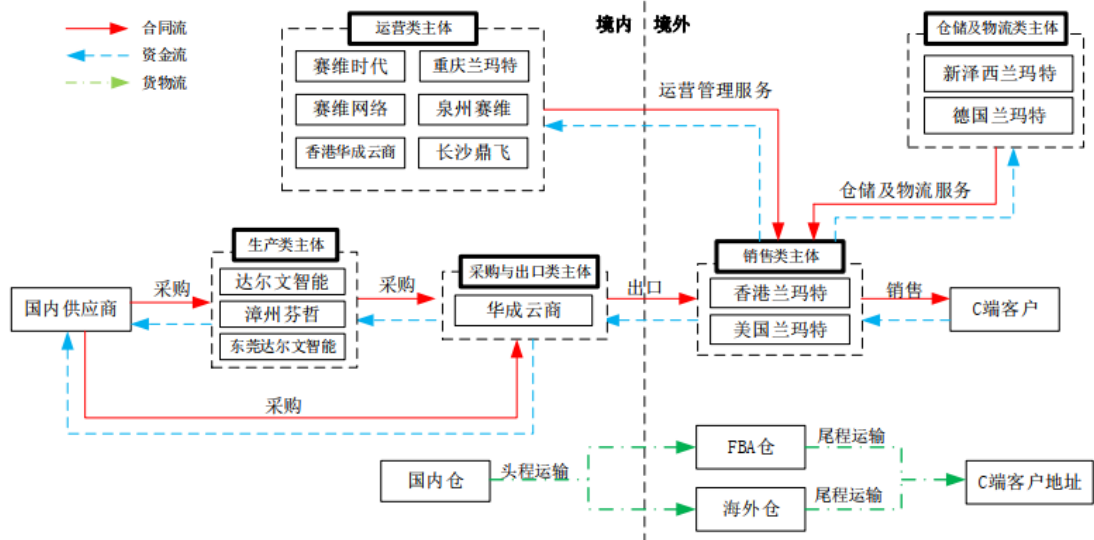 合同流
资金流
货物流
运营类主体
赛维时代
重庆兰玛特
赛维网络
泉州赛维
香港华成云商
长沙鼎飞
境内
境外
仓储及物流类主体
新泽西兰玛特
德国兰玛特
运营管理服务
仓储及物流服务
国内供应商
采购
生产类主体
达尔文智能
漳州芬哲
东莞达尔文智能
采购
采购与出口类主体
华成云商
出口
销售类主体
香港兰玛特
美国兰玛特
销售
C端客户
采购
国内仓
头程运输
FBA仓
尾程运输
海外仓
尾程运输
C端客户地址